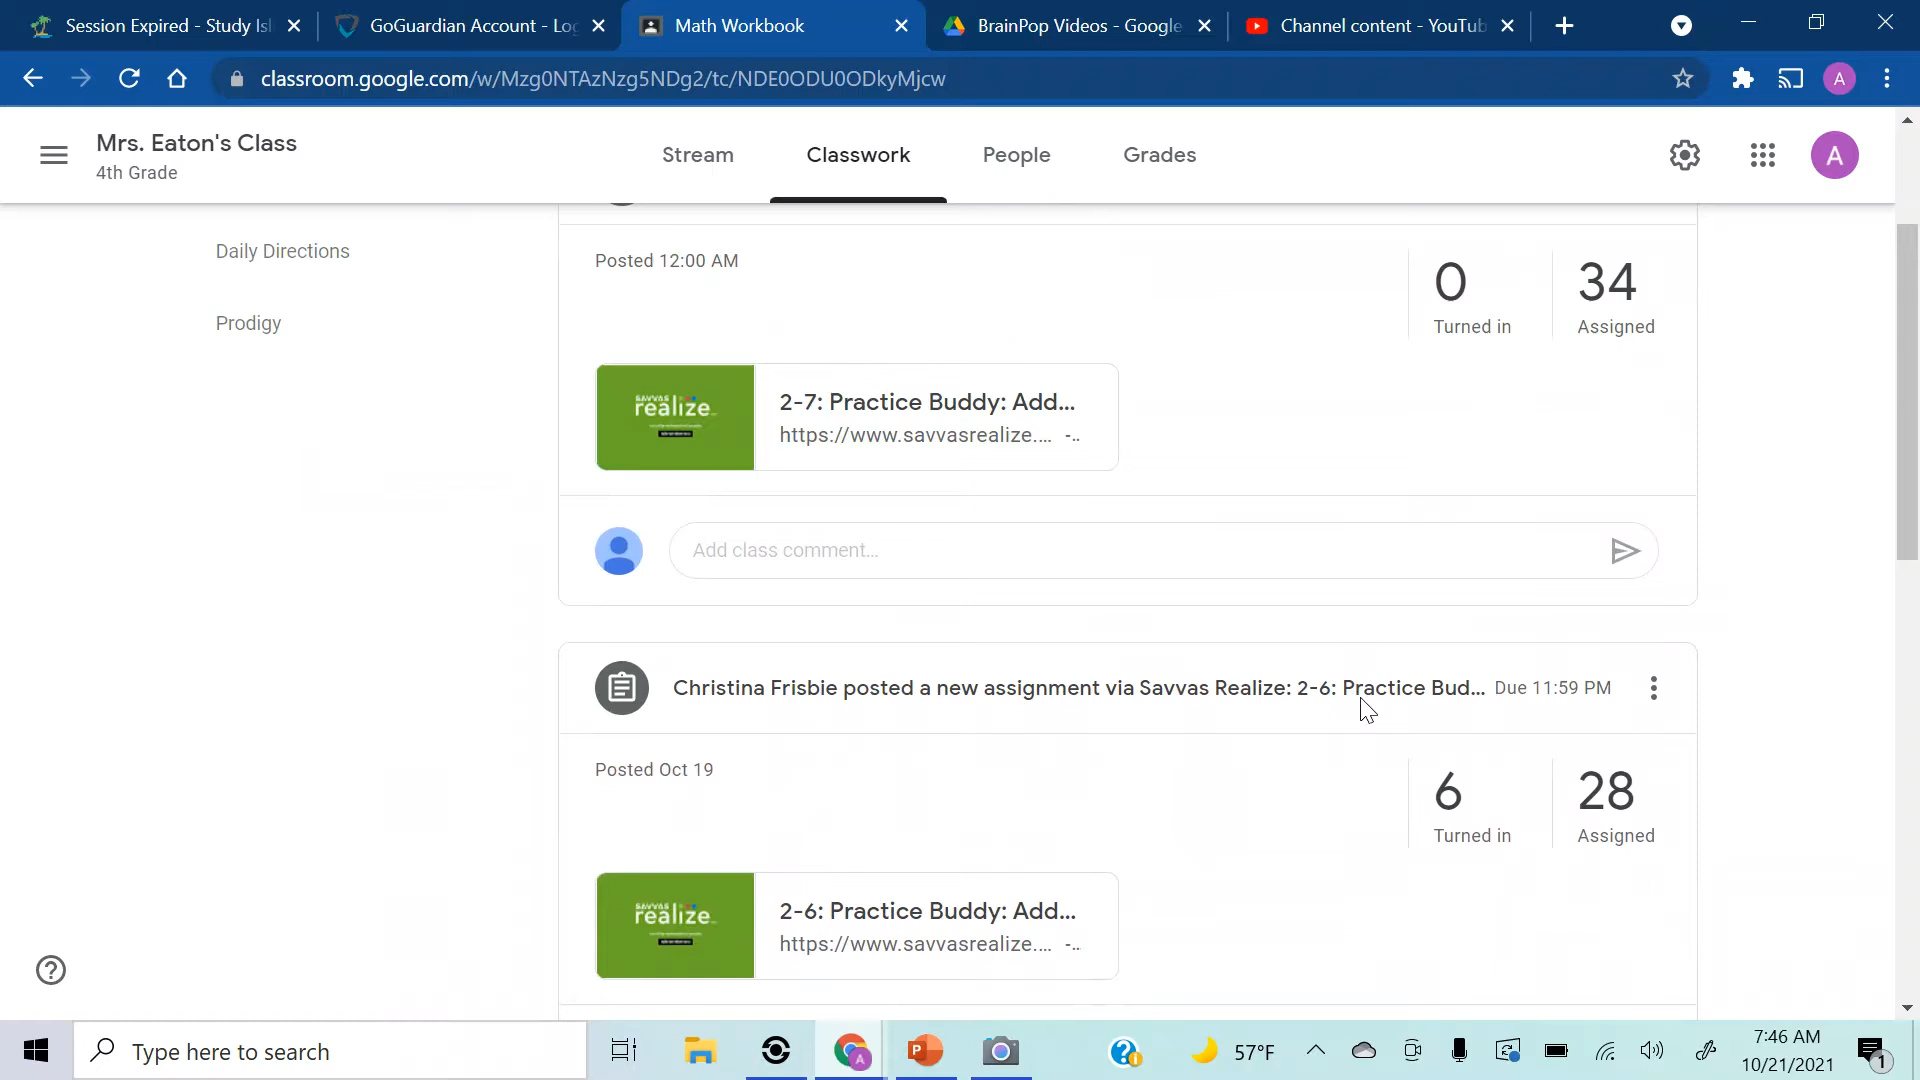 Session Expired - Study Isl
GoGuardian Account - Log
Math Workbook
BrainPop Videos - Google
Channel content - YouTub
classroom.google.com/w/Mzg0NTAzNzg5NDg2/tc/NDE0ODU0ODkyMjcw
A
Mrs. Eaton's Class
4th Grade
Stream
Classwork
People
Grades
A
Daily Directions
Prodigy
Posted 12:00 AM
0
Turned in
34
Assigned
SAVVAS
realize
2-7: Practice Buddy: Add...
https://www.savvasrealize.... -..
Add class comment...
Christina Frisbie posted a new assignment via Savvas Realize: 2-6: Practice Bud... Due 11:59 PM
Posted Oct 19
6
Turned in
28
Assigned
SAVVAS
realize
2-6: Practice Buddy: Add...
https://www.savvasrealize.... -..
Type here to search
A
P
57°F
7:46 AM
10/21/2021
1